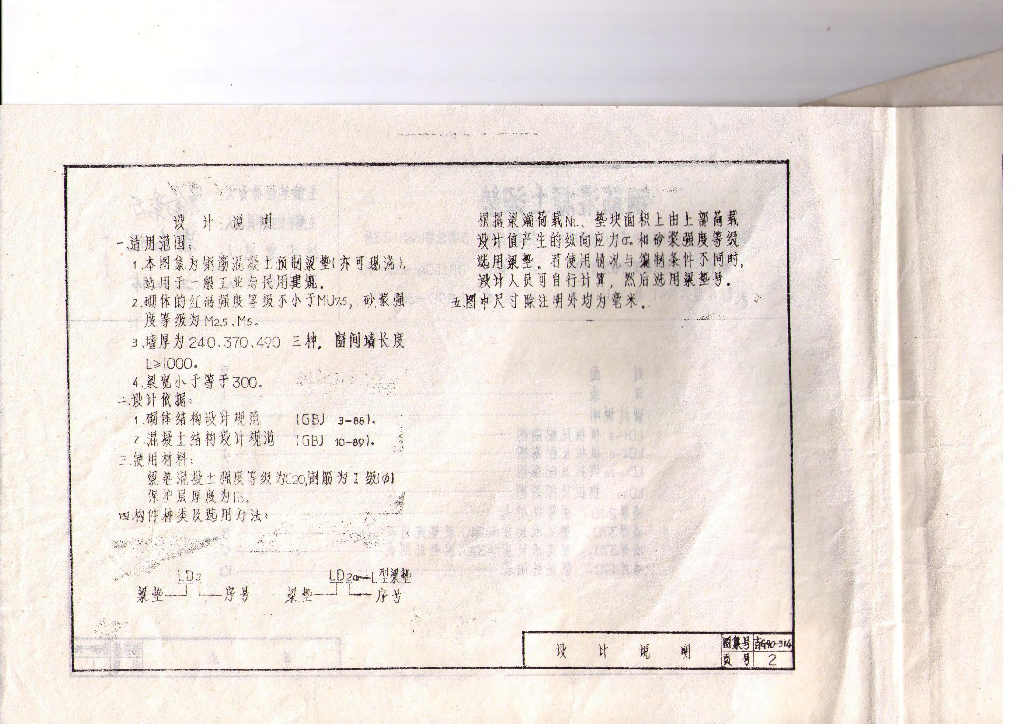 设 计 说 明
一.适用范围:
1.本图集为钢筋混凝土预制梁垫(亦可现浇),
适用于一般工业与民用建筑。
2.砌体的红砖强度等级不小于MU7.5, 砂浆强
度等级为M2.5、M5。
3.墙厚为240、370、490 三种, 窗间墙长度
L≥1000。
4.梁宽小于等于300。
二.设计依据:
1.砌体结构设计规范 (GBJ 3-88)。
2.混凝土结构设计规范 (GBJ 10-89)。
三.使用材料:
梁垫混凝土强度等级为C20,钢筋为Ⅰ级(ф)
保护层厚度为15。
四.构件种类及选用方法:
LD2
梁垫 序号
LD2a—L型梁垫
梁垫 序号
根据梁端荷载NL、垫块面积上由上部荷载
设计值产生的纵向应力σ。和砂浆强度等级
选用梁垫。若使用情况与编制条件不同时,
设计人员可自行计算, 然后选用梁垫号。
五.图中尺寸除注明外均为毫米。
设 计 说 明
图集号 吉G90-314
页 号 2